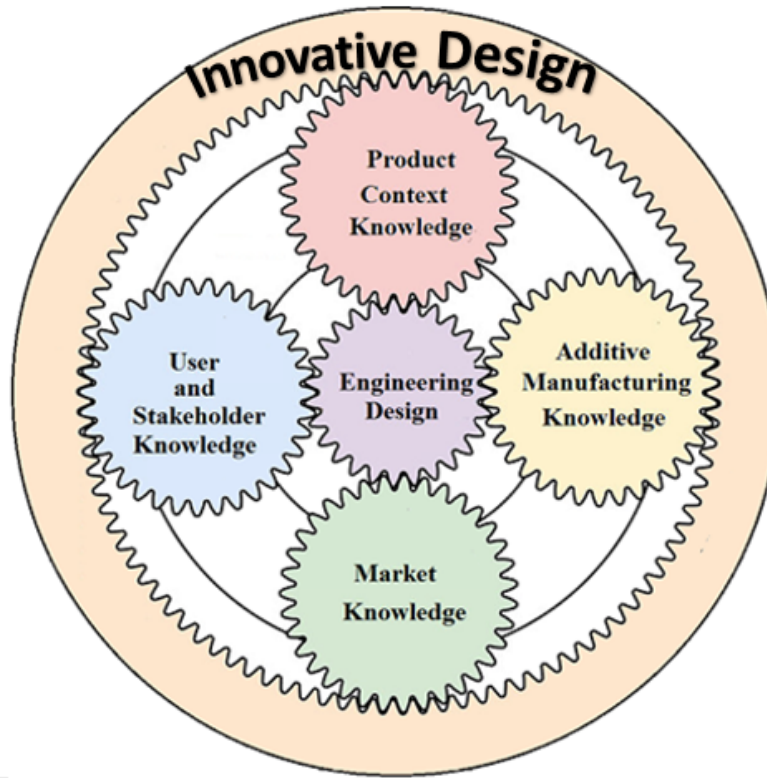 Innovative Design
Product
Context
Knowledge
User
and
Stakeholder
Knowledge
Engineering
Design
Additive
Manufacturing
Knowledge
Market
Knowledge